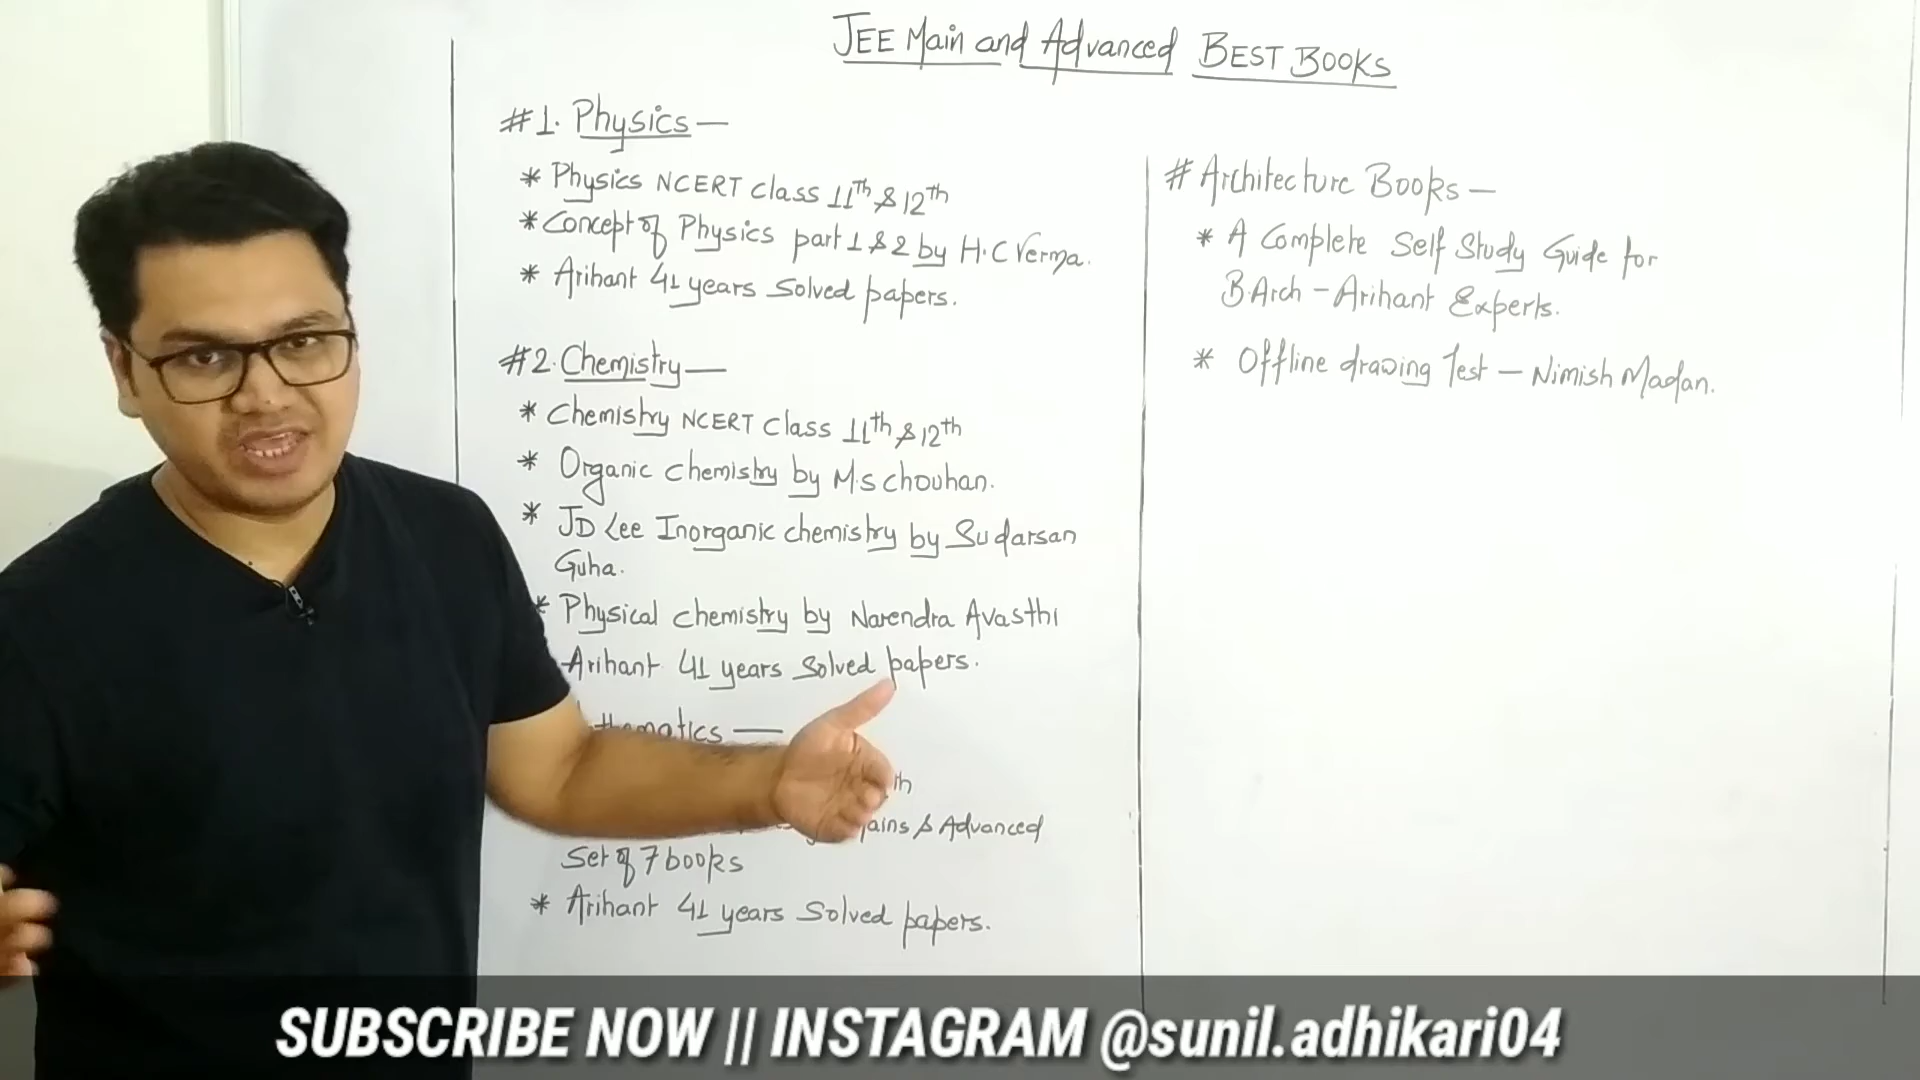 JEE Main and Advanced BEST BOOKS
#1. Physics —
* Physics NCERT class 11th & 12th
* Concept of Physics part 1 & 2 by H.C Verma.
* Arihant 41 years Solved papers.
#2. Chemistry —
* Chemistry NCERT Class 11th & 12th
* Organic chemistry by M.S chouhan.
* JD Lee Inorganic chemistry by Sudarsan
Guha.
* Physical chemistry by Narendra Avasthi
Arihant 41 years Solved papers.
& Advanced
Set of 7 books
* Arihant 41 years Solved papers.
# Architecture Books —
* A Complete Self Study Guide for
B.Arch - Arihant Experts.
* Offline drawing Test — Nimish Madan.
SUBSCRIBE NOW || INSTAGRAM @sunil.adhikari04